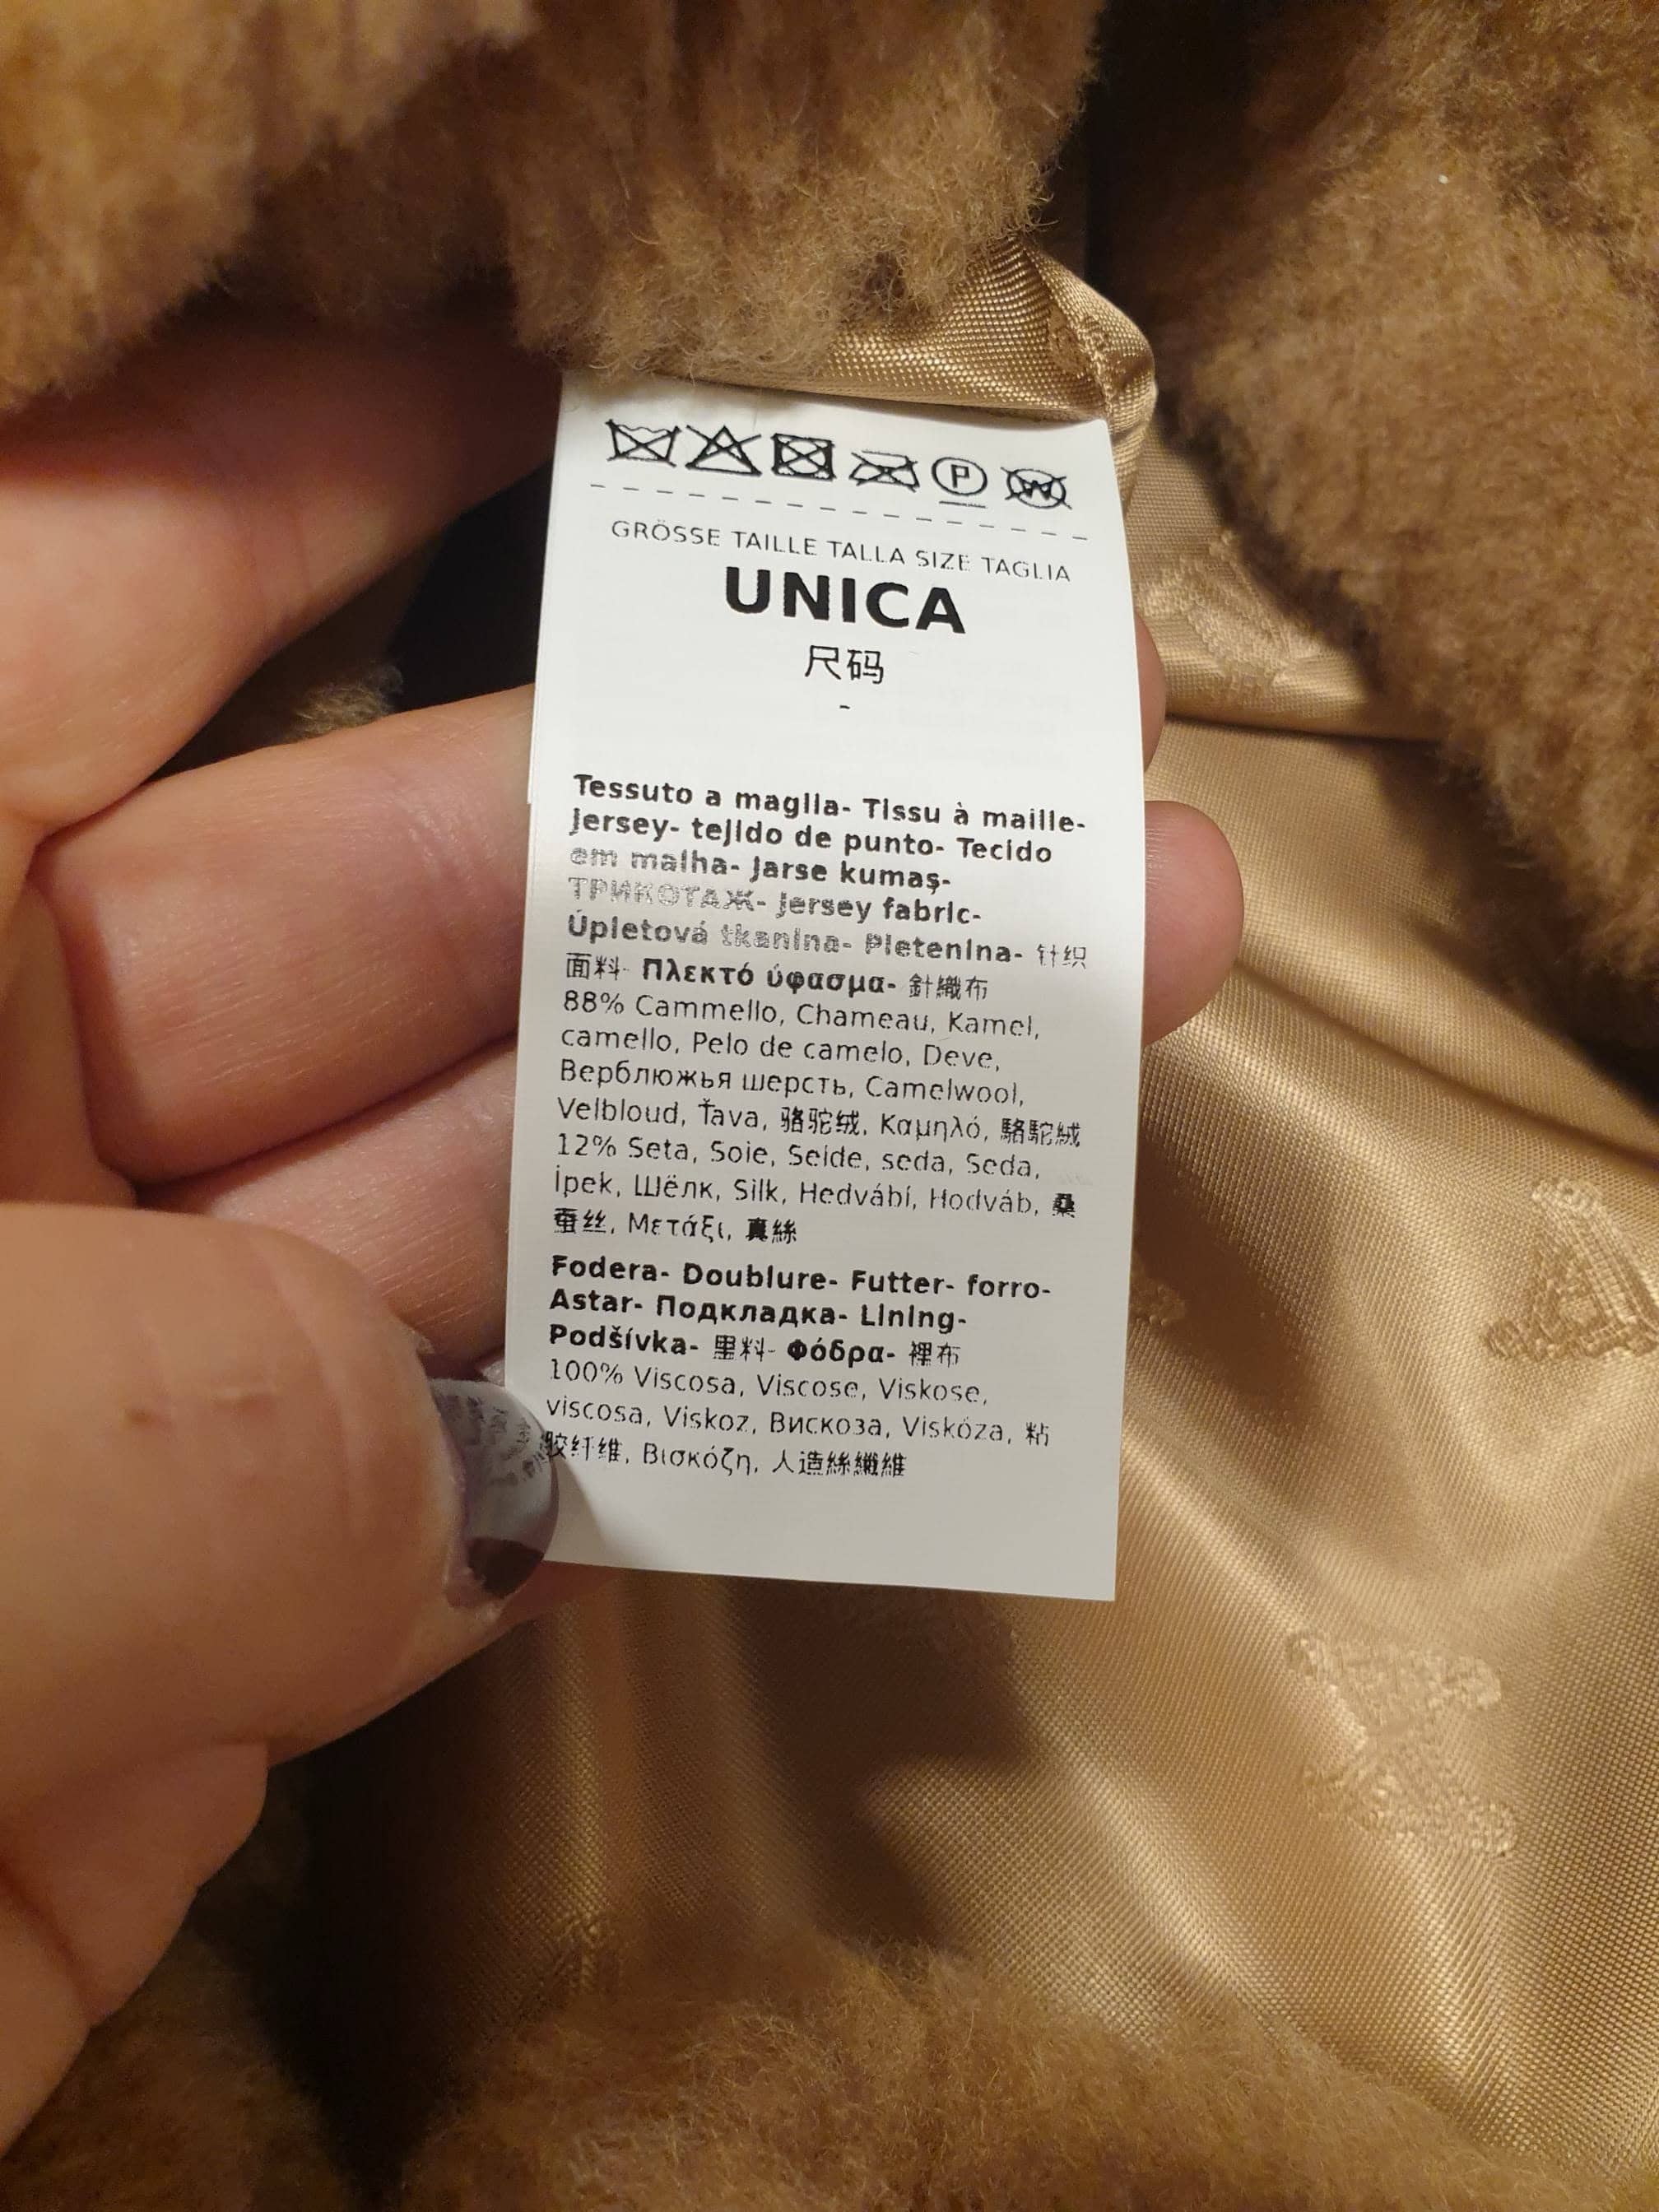 P W
GRÖSSE TAILLE TALLA SIZE TAGLIA
UNICA
尺码
-
Tessuto a maglia- Tissu à maille-
Jersey- tejido de punto- Tecido
em malha- Jarse kumaş-
ТРИКОТАЖ- Jersey fabric-
Úpletová tkanina- Pletenina- 针织
面料- Πλεκτό ύφασμα- 針織布
88% Cammello, Chameau, Kamel,
camello, Pelo de camelo, Deve,
Верблюжья шерсть, Camelwool,
Velbloud, Ťava, 骆驼绒, Καμηλό, 駱駝絨
12% Seta, Soie, Seide, seda, Seda,
İpek, Шёлк, Silk, Hedvábí, Hodváb, 桑
蚕丝, Μετάξι, 真絲
Fodera- Doublure- Futter- forro-
Astar- Подкладка- Lining-
Podšívka- 里料- Φόδρα- 裡布
100% Viscosa, Viscose, Viskose,
viscosa, Viskoz, Вискоза, Viskóza, 粘
胶纤维, Βισκόζη, 人造絲纖維